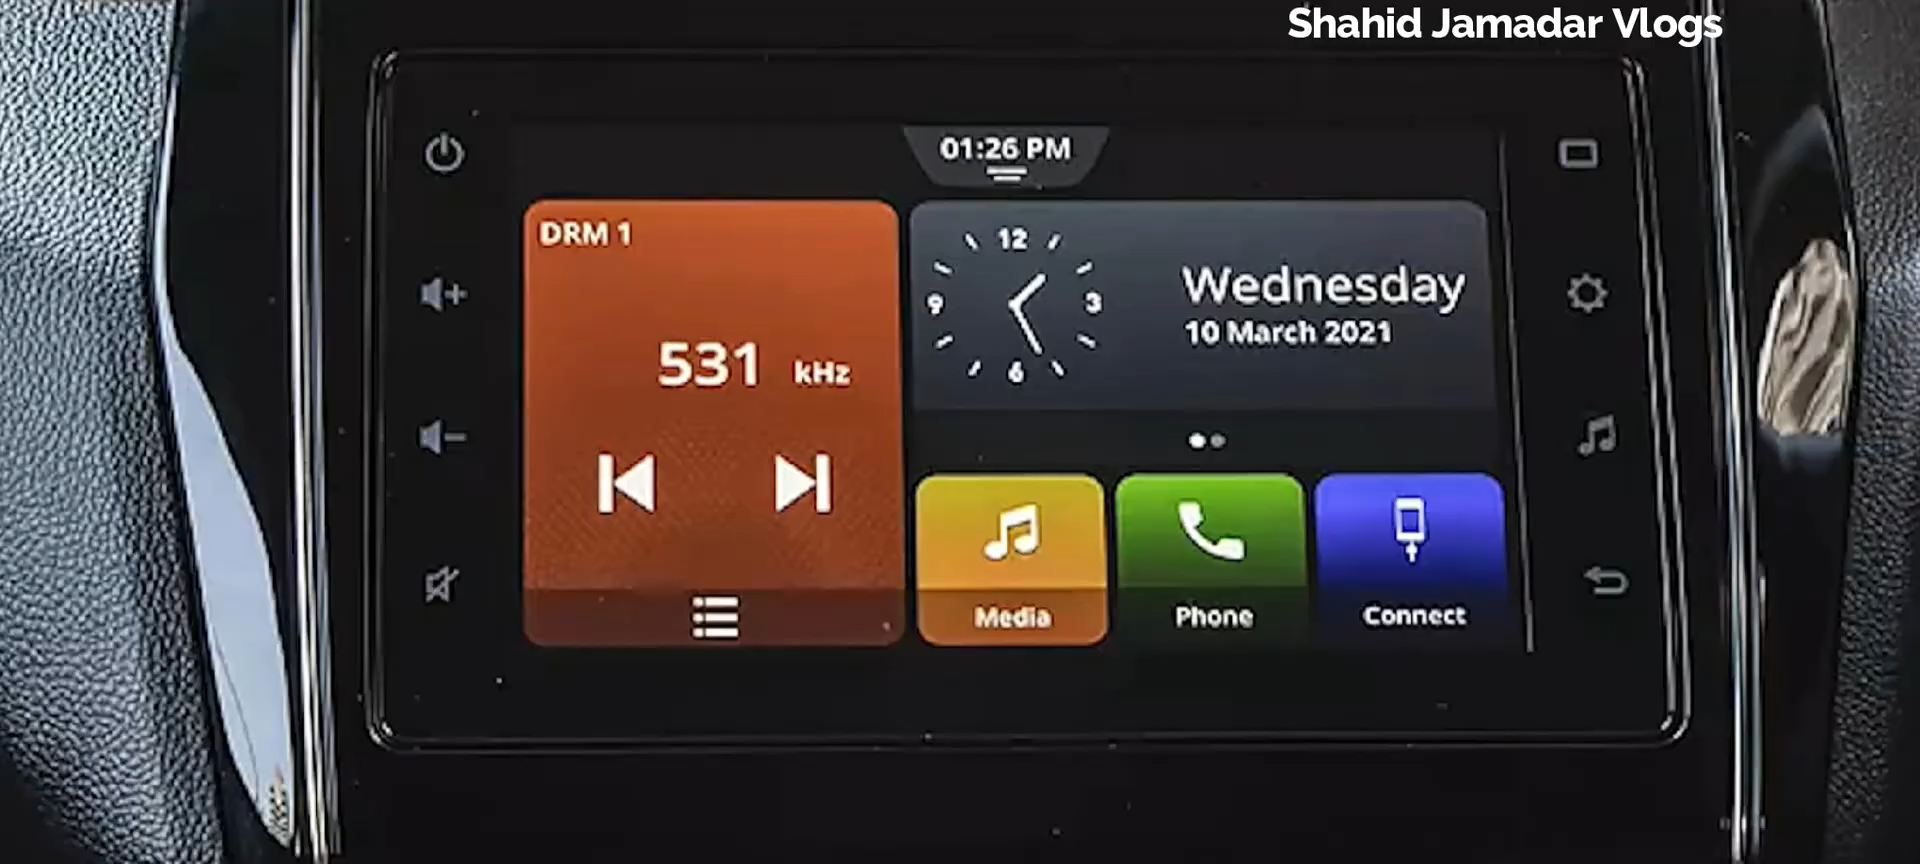 Shahid Jamadar Vlogs
01:26 PM
DRM 1
531 kHz
12
9
3
6
Wednesday
10 March 2021
Media
Phone
Connect